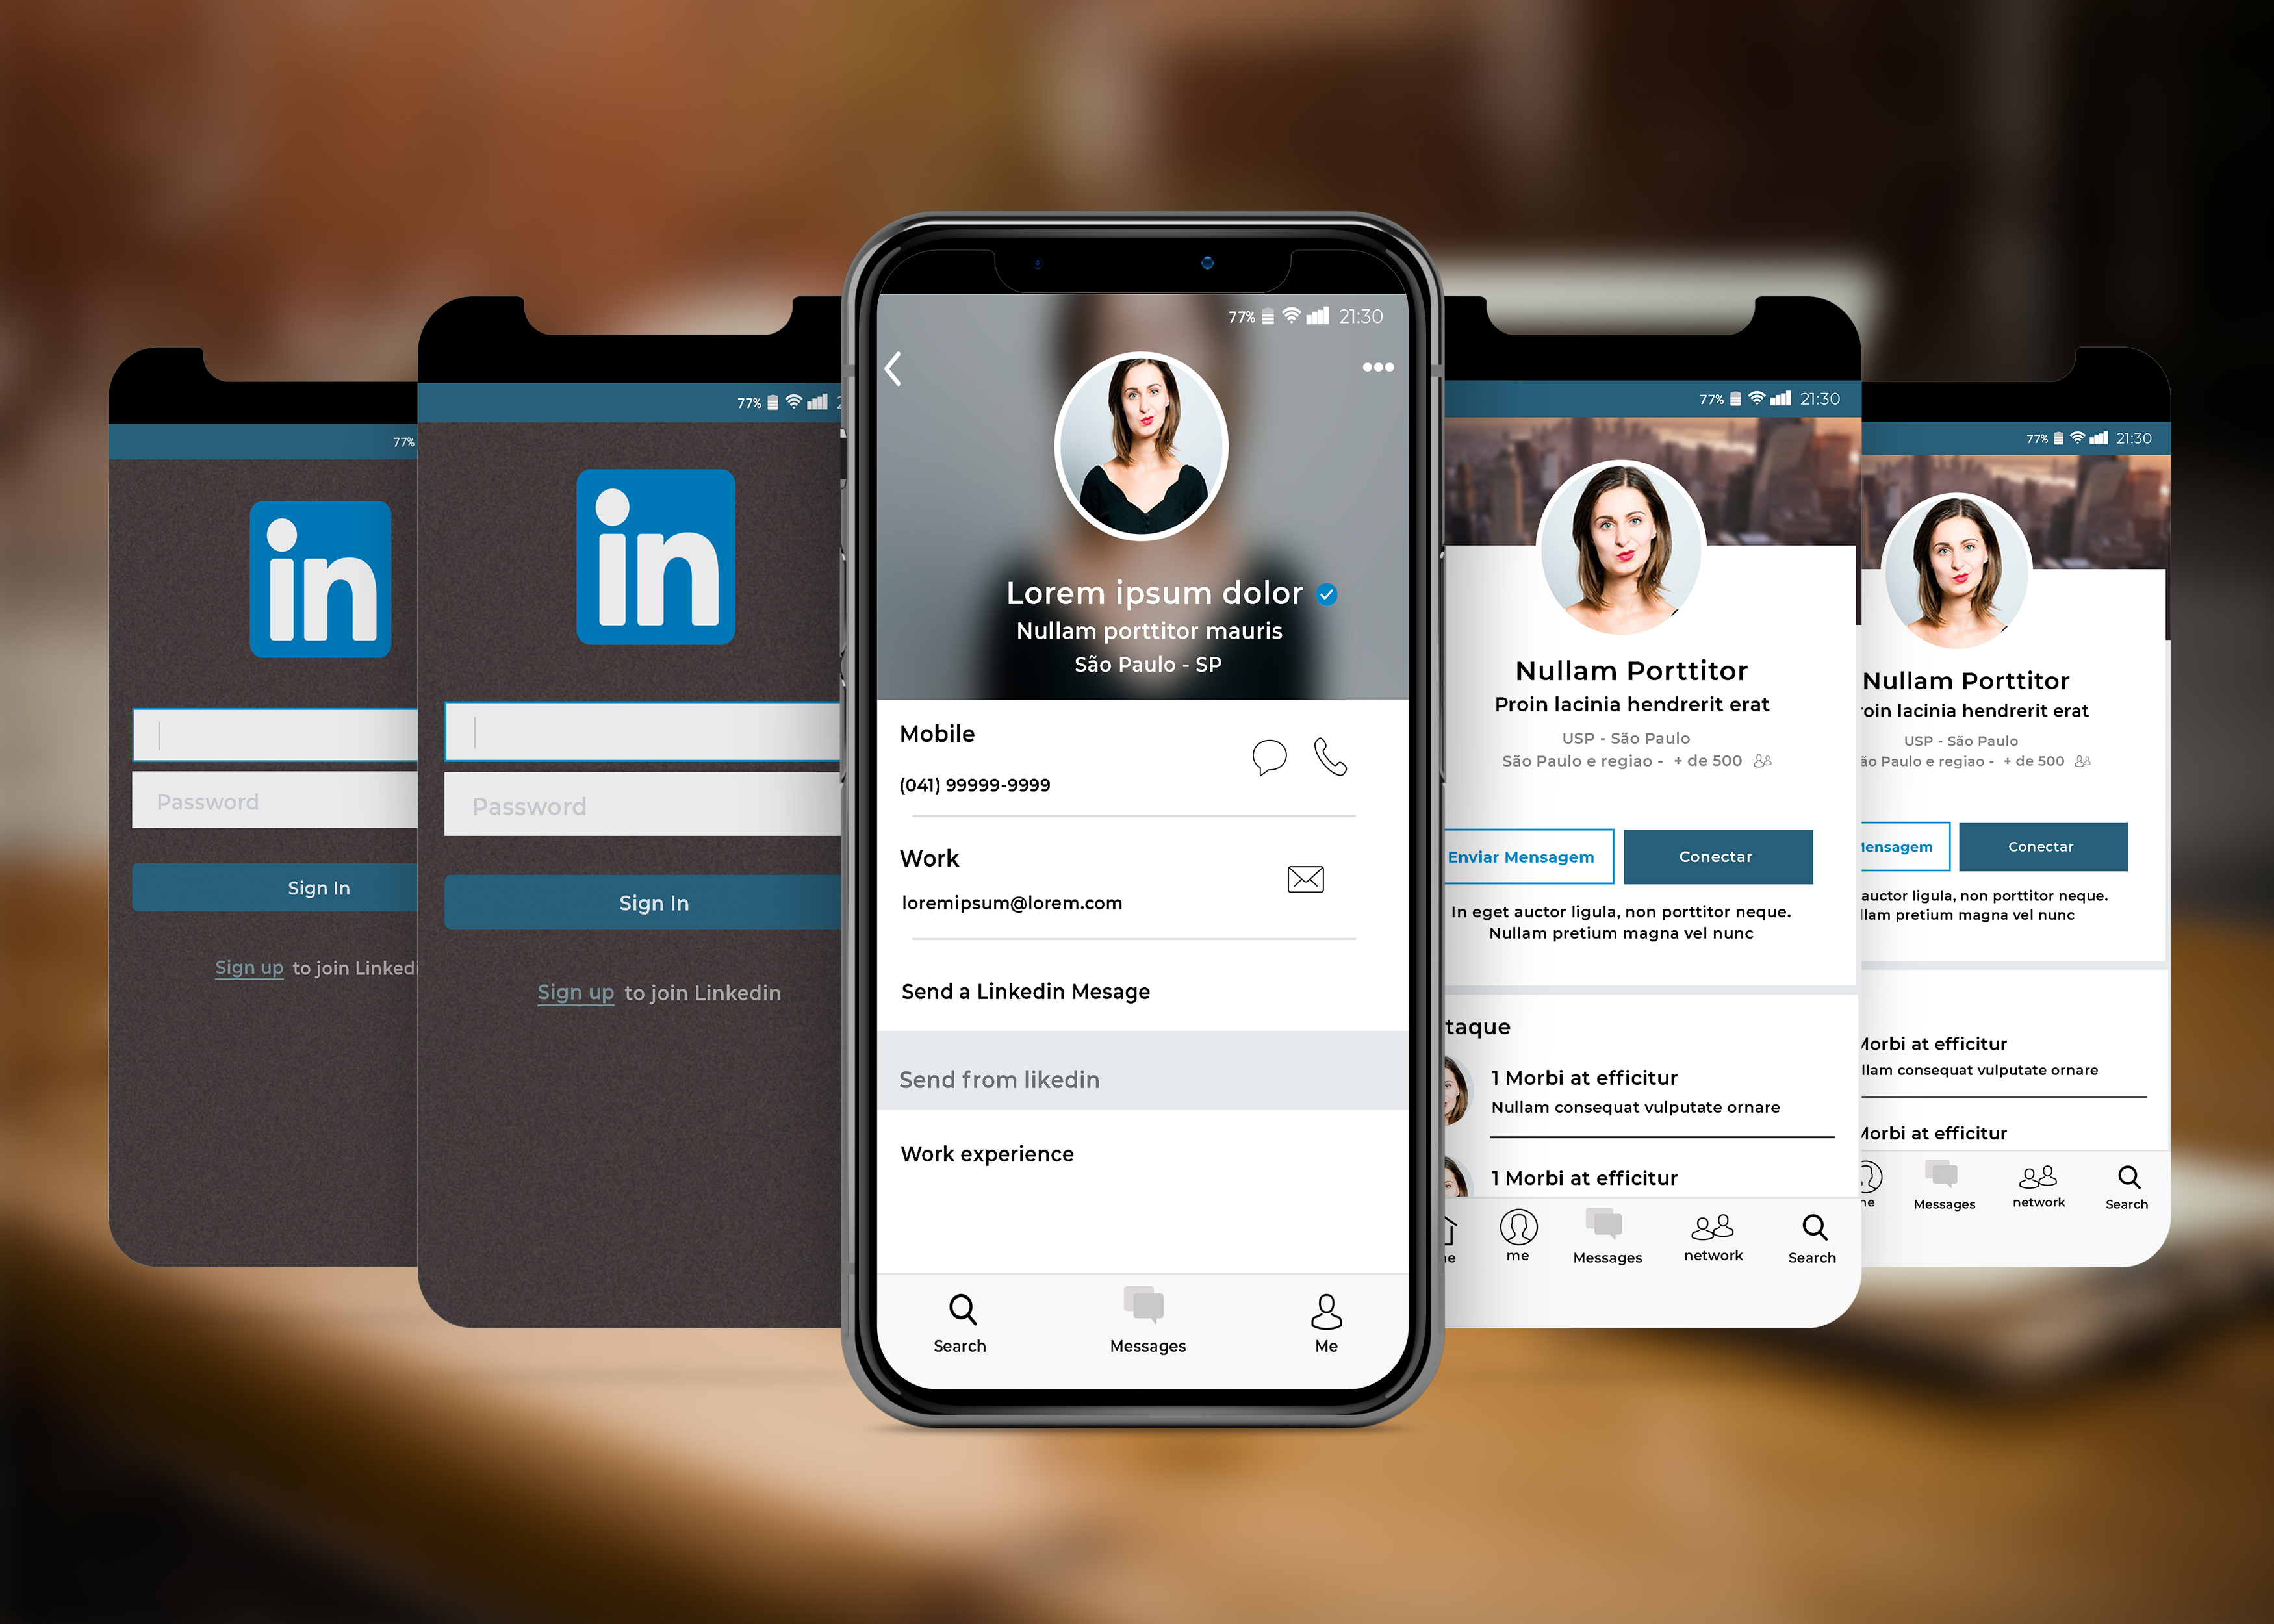 77%
in
Password
Sign In
Sign up to join Linked
77%
in
Password
Sign In
Sign up to join Linkedin
77% 21:30
Lorem ipsum dolor
Nullam porttitor mauris
São Paulo - SP
Mobile
(041) 99999-9999
Work
loremipsum@lorem.com
Send a Linkedin Mesage
Send from likedin
Work experience
Search Messages Me
77% 21:30
Nullam Porttitor
Proin lacinia hendrerit erat
USP - São Paulo
São Paulo e regiao - + de 500
Enviar Mensagem Conectar
In eget auctor ligula, non porttitor neque.
Nullam pretium magna vel nunc
taque
1 Morbi at efficitur
Nullam consequat vulputate ornare
1 Morbi at efficitur
me Messages network Search
77% 21:30
Nullam Porttitor
oin lacinia hendrerit erat
USP - São Paulo
ão Paulo e regiao - + de 500
ensagem Conectar
auctor ligula, non porttitor neque.
llam pretium magna vel nunc
Morbi at efficitur
llam consequat vulputate ornare
Morbi at efficitur
Messages network Search